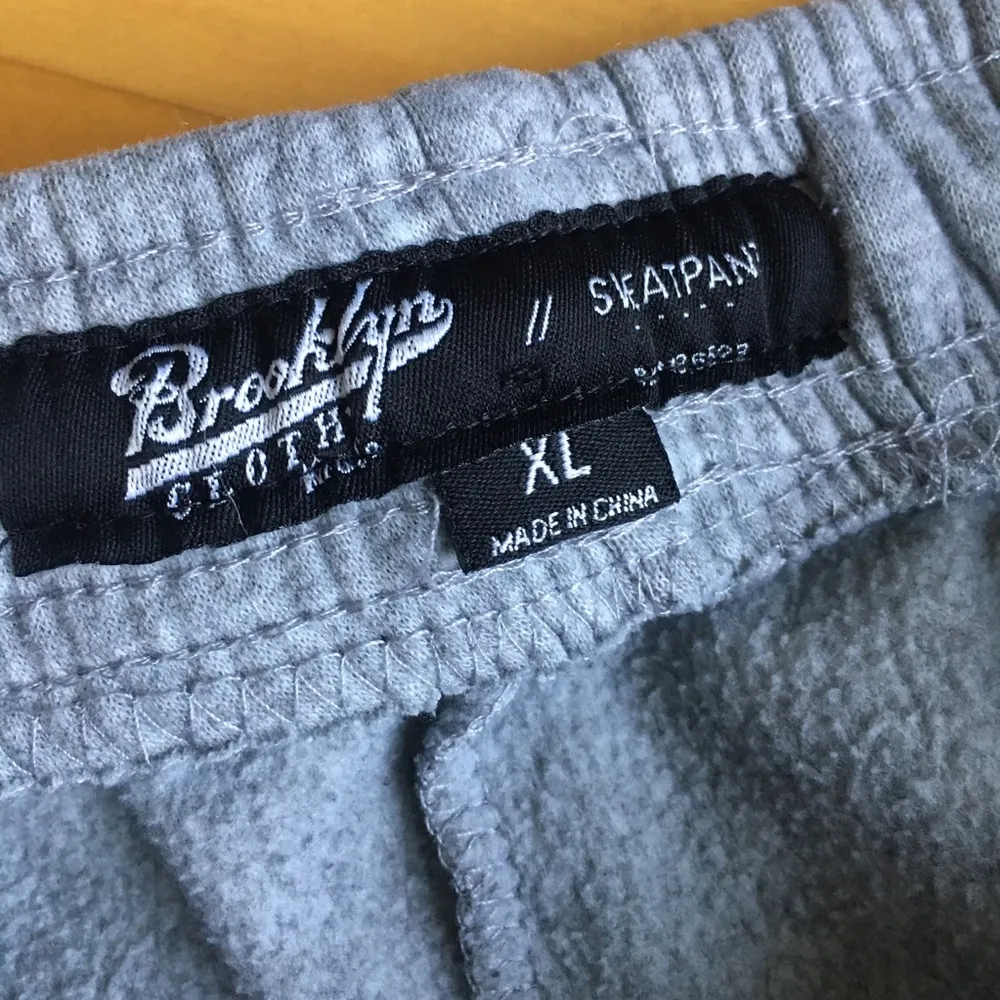 Brooklyn
CLOTH
// SWEATPANT
XL
MADE IN CHINA